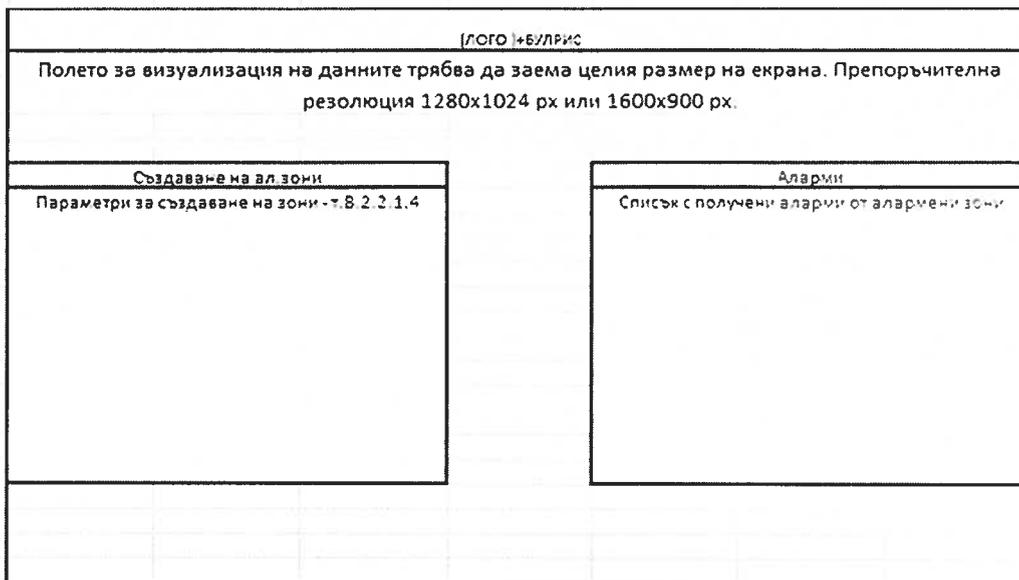 (ЛОГО)+БУЛРИС
Полето за визуализация на данните трябва да заема целия размер на екрана. Препоръчителна
резолюция 1280x1024 px или 1600x900 px.
Създаване на ал.зони
Параметри за създаване на зони -т.8.2.2.1.4
Аларми
Списък с получени аларми от алармени зони